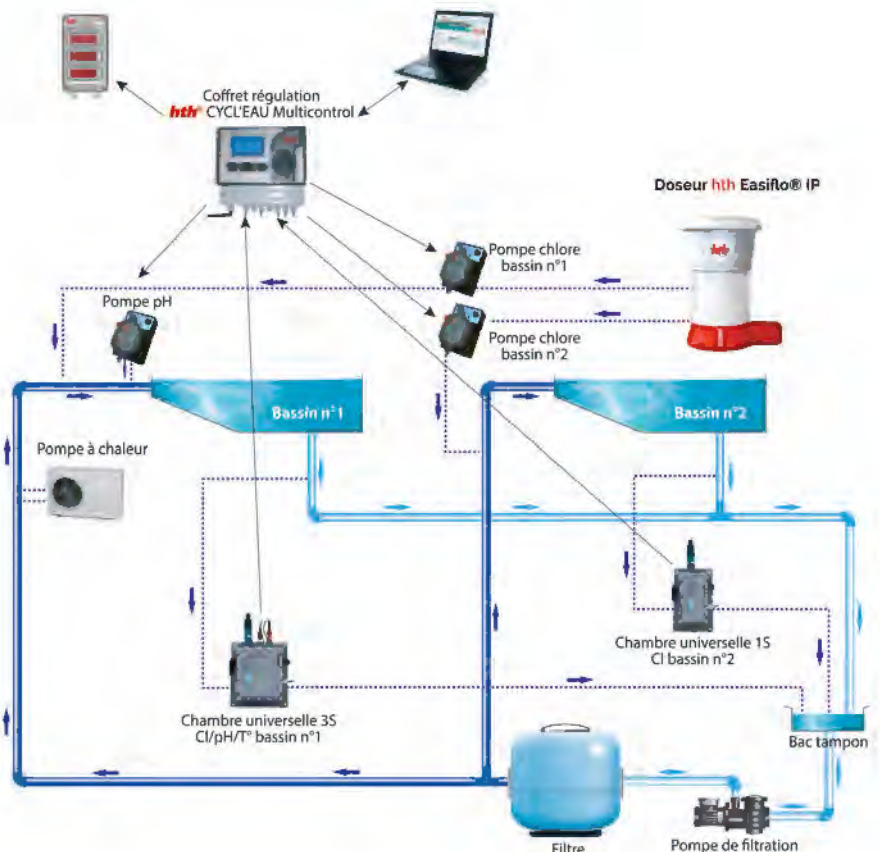 Coffret régulation
hth® CYCL'EAU Multicontrol
Doseur hth Easiflo® IP
Pompe chlore
bassin n°1
Pompe pH
Pompe chlore
bassin n°2
Bassin n°1
Bassin n°2
Pompe à chaleur
Chambre universelle 1S
Cl bassin n°2
Chambre universelle 3S
Cl/pH/T° bassin n°1
Bac tampon
Filtre
Pompe de filtration